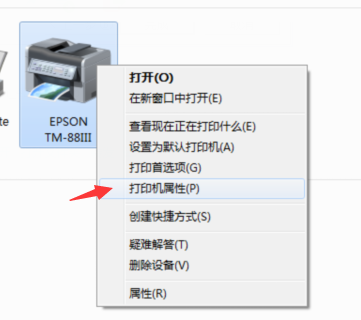 te
EPSON
TM-88III
打开(O)
在新窗口中打开(E)
查看现在正在打印什么(E)
设置为默认打印机(A)
打印首选项(G)
打印机属性(P)
创建快捷方式(S)
疑难解答(T)
删除设备(V)
属性(R)